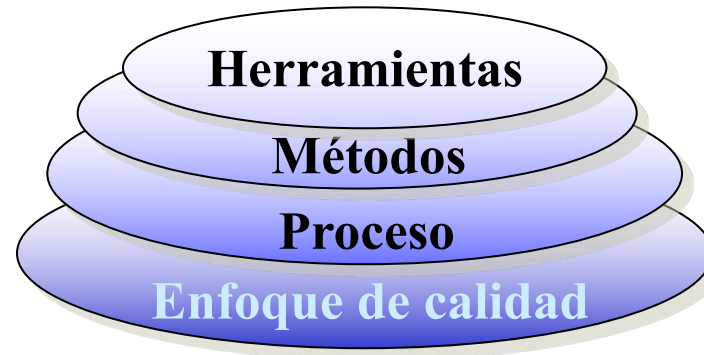 Herramientas
Métodos
Proceso
Enfoque de calidad